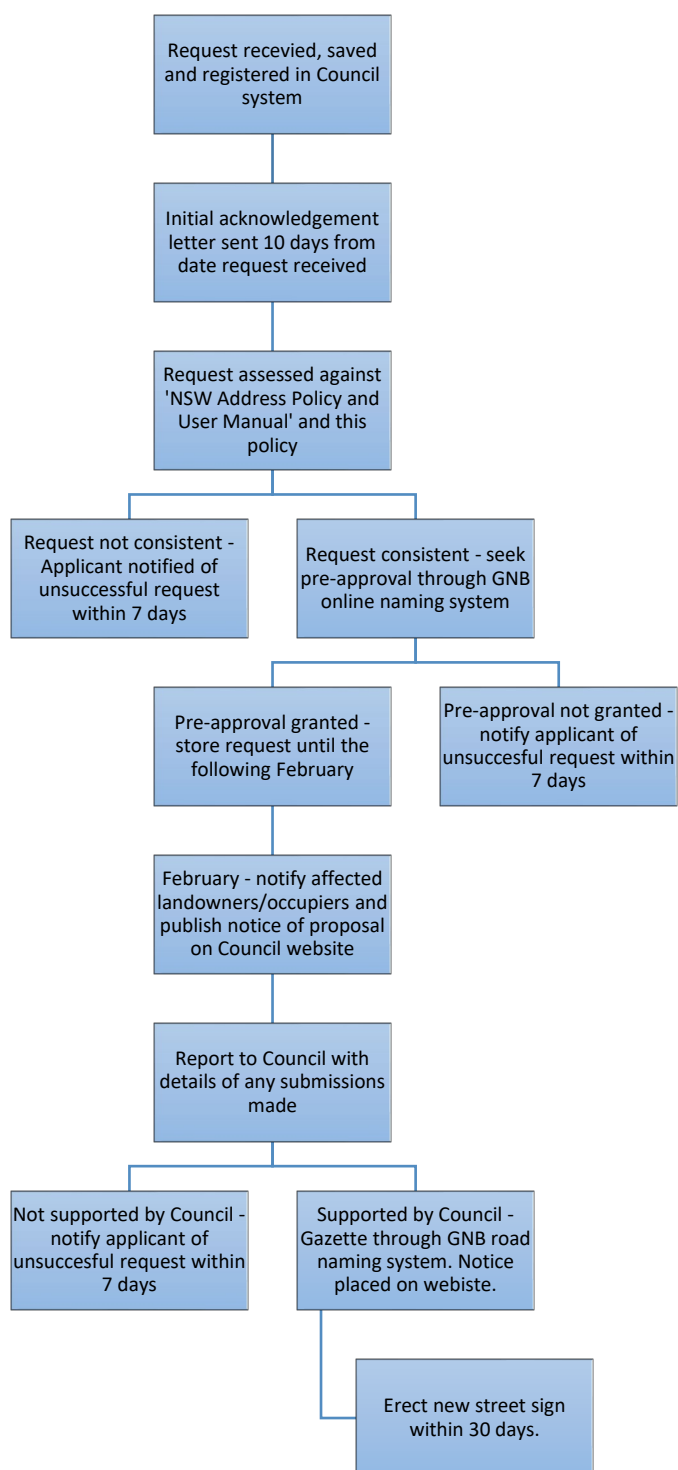 Request recevied, saved
and registered in Council
system
Initial acknowledgement
letter sent 10 days from
date request received
Request assessed against
'NSW Address Policy and
User Manual' and this
policy
Request not consistent -
Applicant notified of
unsuccessful request
within 7 days
Request consistent - seek
pre-approval through GNB
online naming system
Pre-approval granted -
store request until the
following February
Pre-approval not granted -
notify applicant of
unsuccesful request within
7 days
February - notify affected
landowners/occupiers and
publish notice of proposal
on Council website
Report to Council with
details of any submissions
made
Not supported by Council -
notify applicant of
unsuccesful request within
7 days
Supported by Council -
Gazette through GNB road
naming system. Notice
placed on webiste.
Erect new street sign
within 30 days.